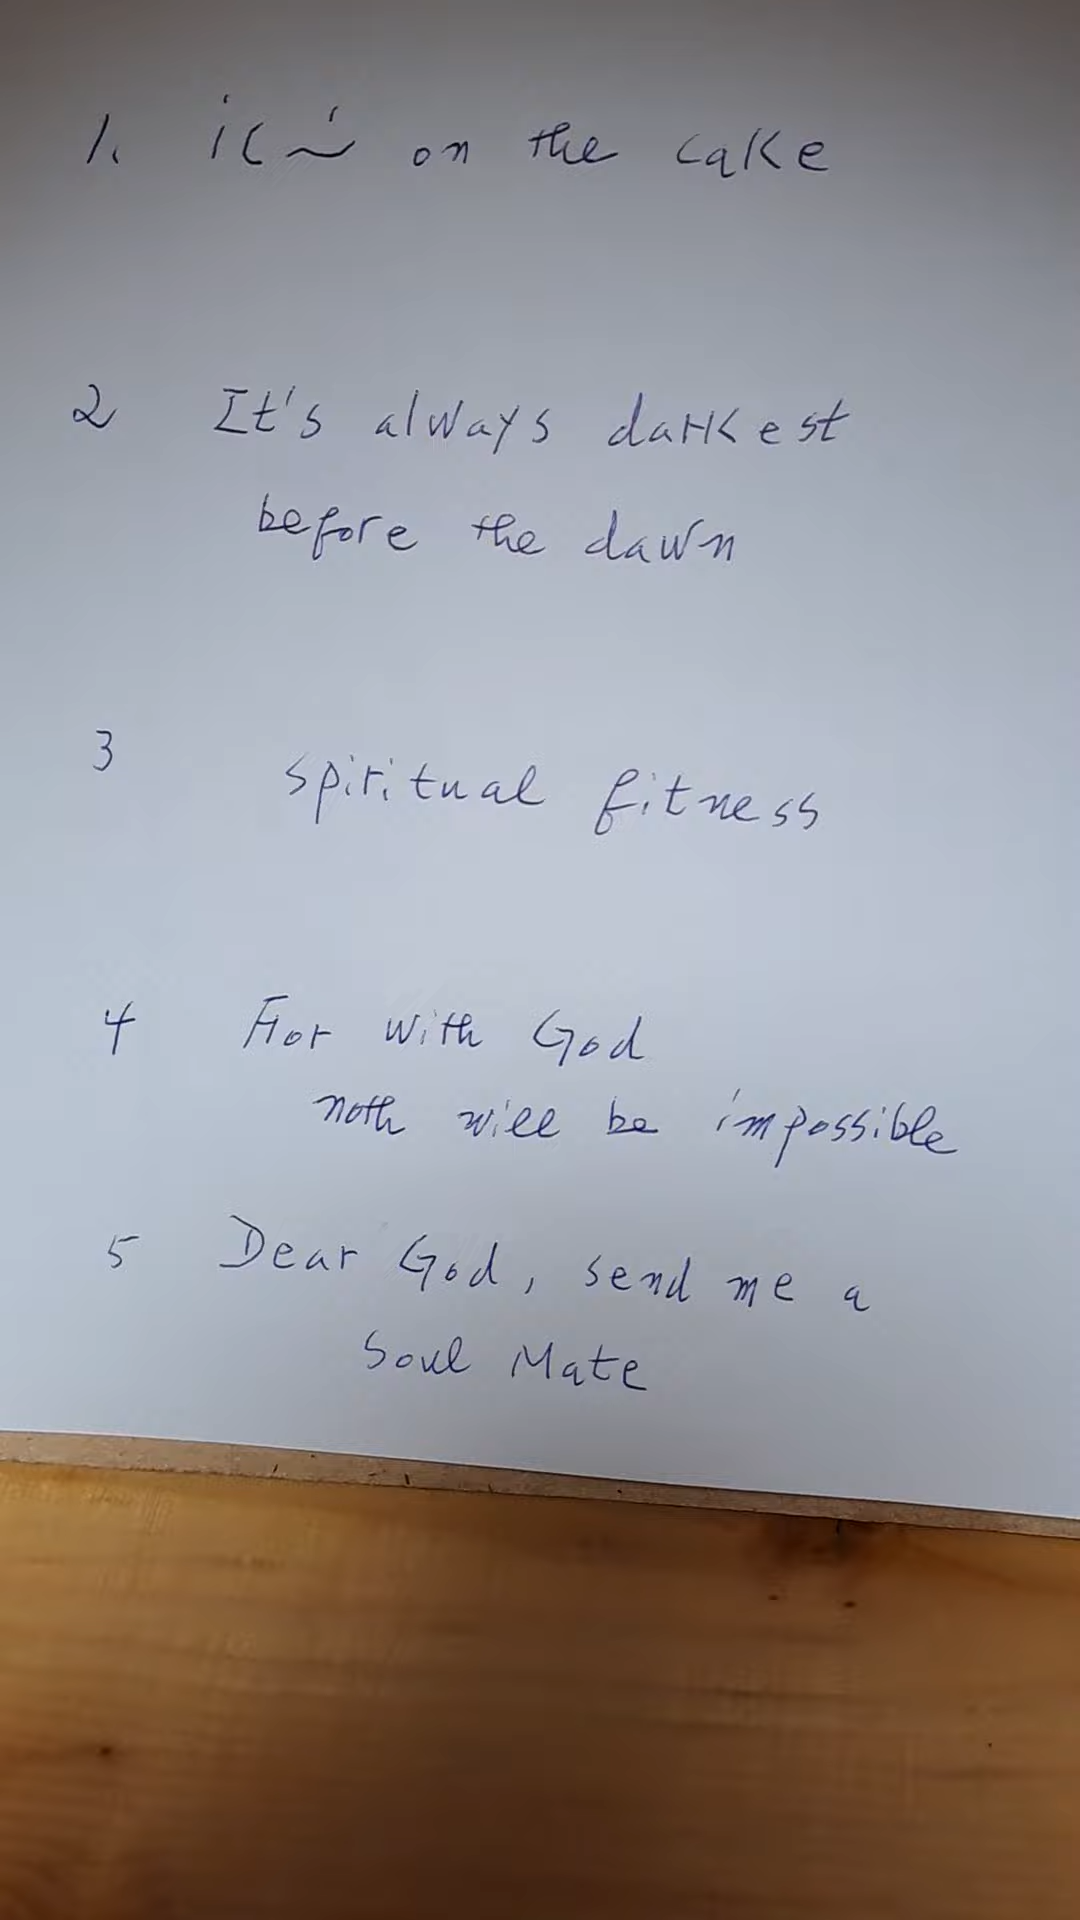 1. on the cake
2 It's always darkest
before the dawn
3 spiritual fitness
4 For with God
noth will be impossible
5 Dear God, send me a
Soul Mate